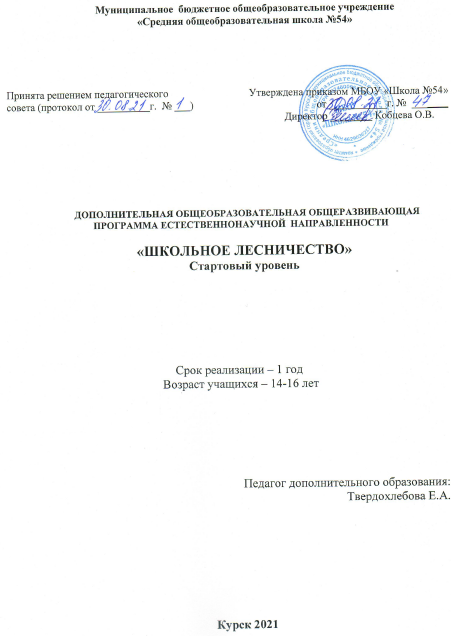 Муниципальное бюджетное общеобразовательное учреждение
«Средняя общеобразовательная школа №54»
Принята решением педагогического
совета (протокол от 30.08.21 г. № 1 )
Утверждена приказом МБОУ «Школа №54»
от г. №
Директор Кобцева О.В.
ДОПОЛНИТЕЛЬНАЯ ОБЩЕОБРАЗОВАТЕЛЬНАЯ ОБЩЕРАЗВИВАЮЩАЯ
ПРОГРАММА ЕСТЕСТВЕННОНАУЧНОЙ НАПРАВЛЕННОСТИ
«ШКОЛЬНОЕ ЛЕСНИЧЕСТВО»
Стартовый уровень
Срок реализации – 1 год
Возраст учащихся – 14-16 лет
Педагог дополнительного образования:
Твердохлебова Е.А.
Курск 2021